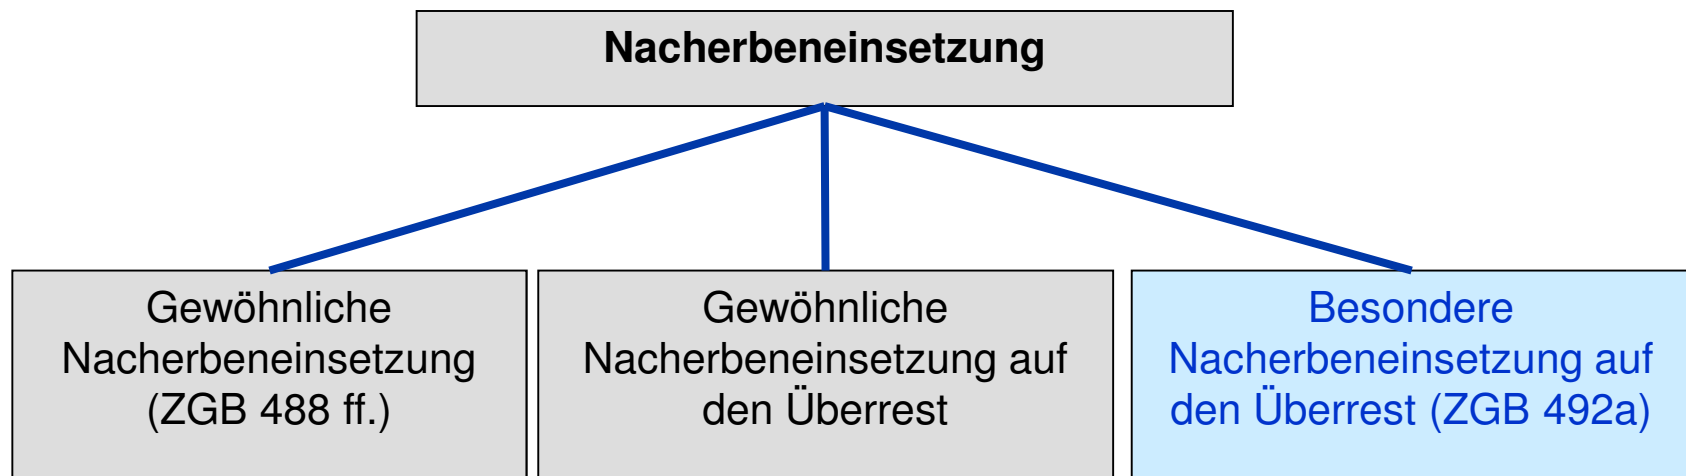 Nacherbeneinsetzung
Gewöhnliche
Nacherbeneinsetzung
(ZGB 488 ff.)
Gewöhnliche
Nacherbeneinsetzung auf
den Überrest
Besondere
Nacherbeneinsetzung auf
den Überrest (ZGB 492a)